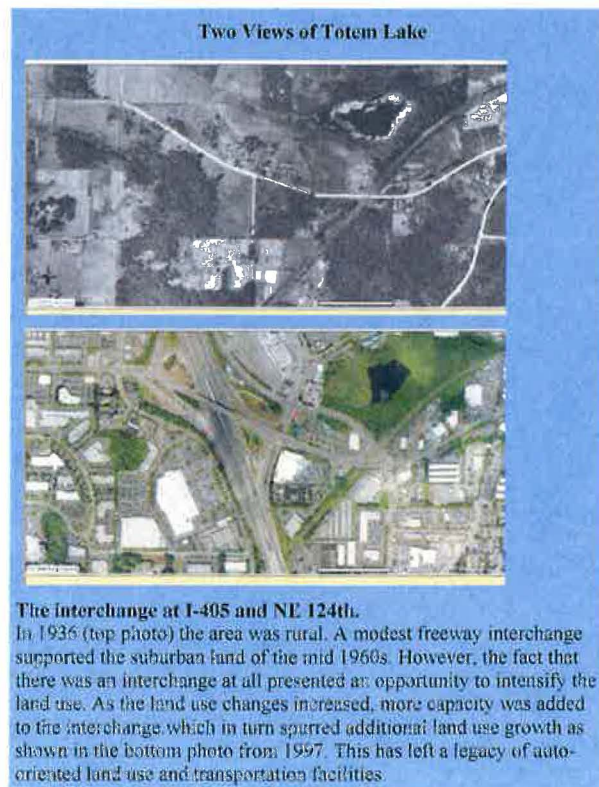 Two Views of Totem Lake
The interchange at I-405 and NE 124th.
In 1936 (top photo) the area was rural. A modest freeway interchange
supported the suburban land of the mid 1960s. However, the fact that
there was an interchange at all presented an opportunity to intensify the
land use. As the land use changes increased, more capacity was added
to the interchange which in turn spurred additional land use growth as
shown in the bottom photo from 1997. This has left a legacy of auto-
oriented land use and transportation facilities